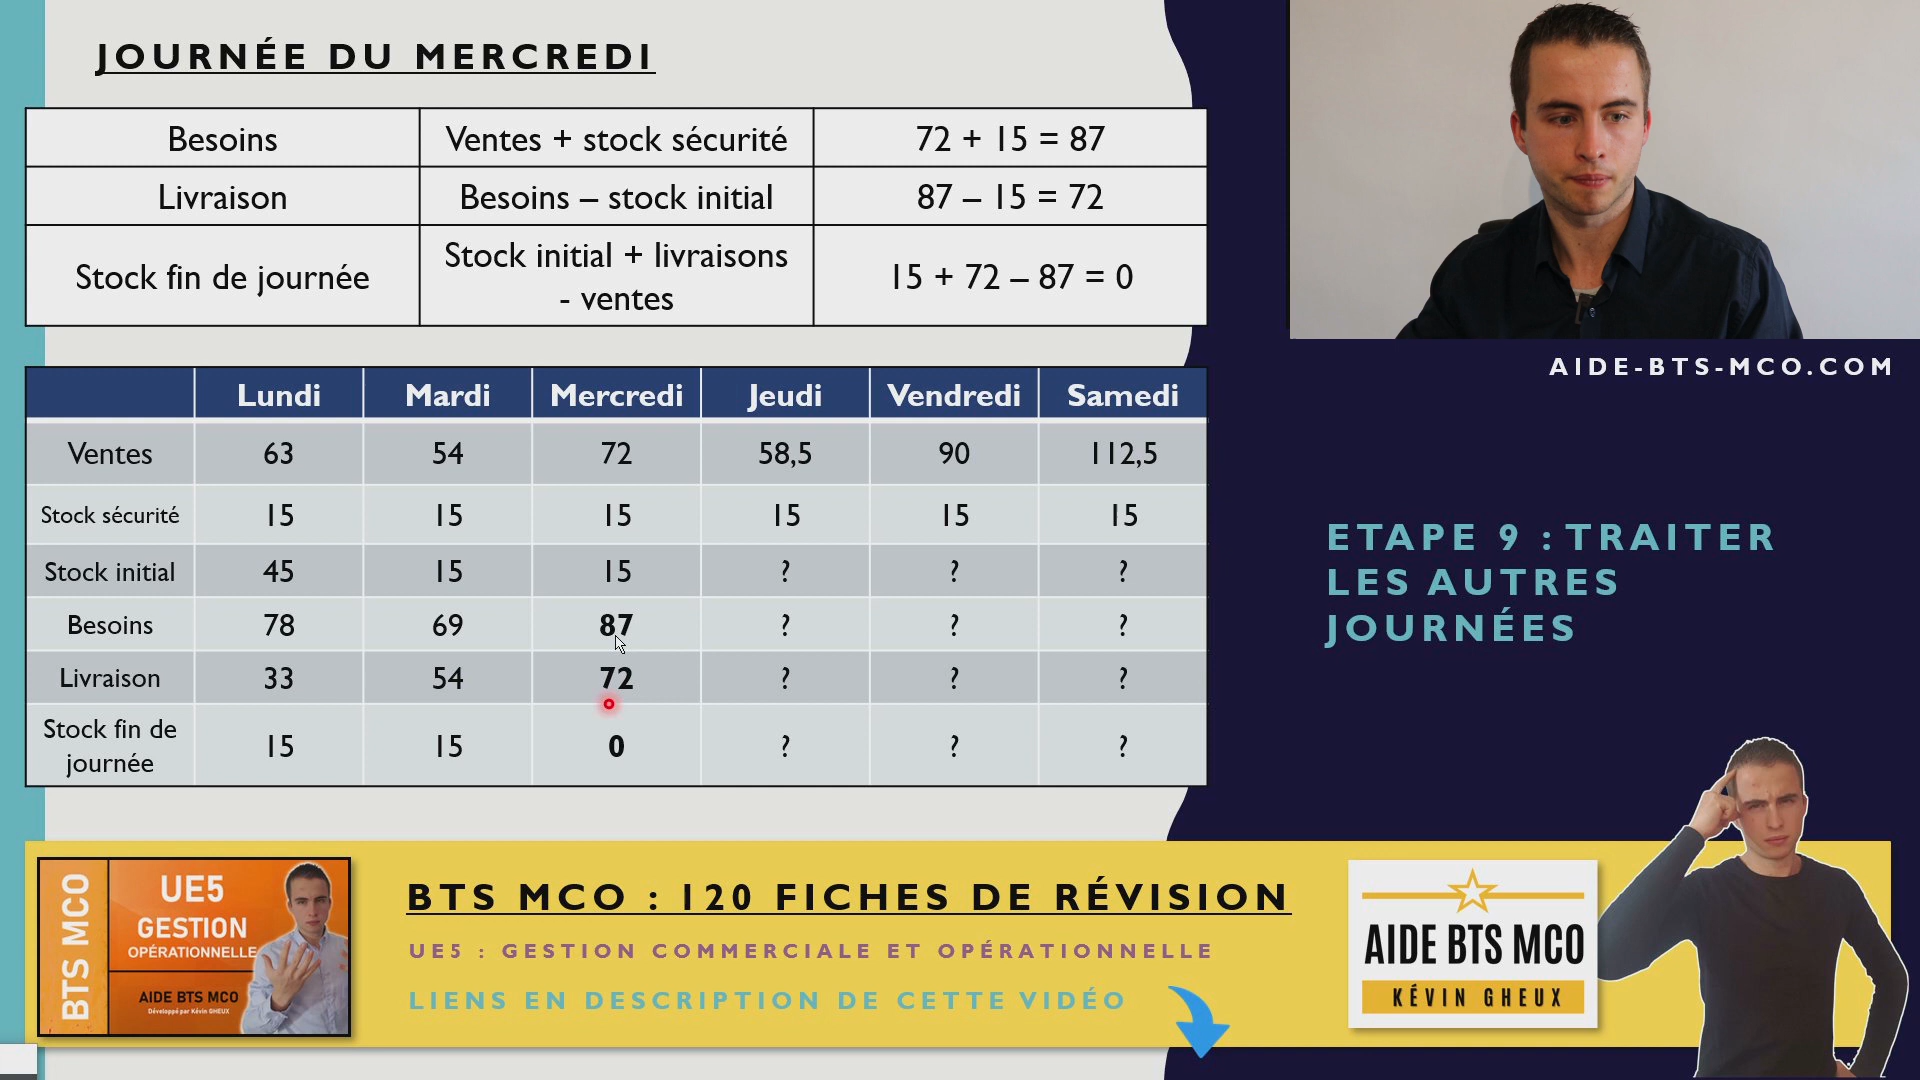 JOURNÉE DU MERCREDI
Besoins Ventes + stock sécurité 72 + 15 = 87
Livraison Besoins – stock initial 87 – 15 = 72
Stock fin de journée Stock initial + livraisons - ventes 15 + 72 – 87 = 0
AIDE-BTS-MCO.COM
Lundi Mardi Mercredi Jeudi Vendredi Samedi
Ventes 63 54 72 58,5 90 112,5
Stock sécurité 15 15 15 15 15 15
Stock initial 45 15 15 ? ? ?
Besoins 78 69 87 ? ? ?
Livraison 33 54 72 ? ? ?
Stock fin de journée 15 15 0 ? ? ?
ETAPE 9 : TRAITER
LES AUTRES
JOURNÉES
BTS MCO
UE5
GESTION
OPÉRATIONNELLE
AIDE BTS MCO
Développé par Kévin GHEUX
BTS MCO : 120 FICHES DE RÉVISION
UE5 : GESTION COMMERCIALE ET OPÉRATIONNELLE
LIENS EN DESCRIPTION DE CETTE VIDÉO
AIDE BTS MCO
KÉVIN GHEUX